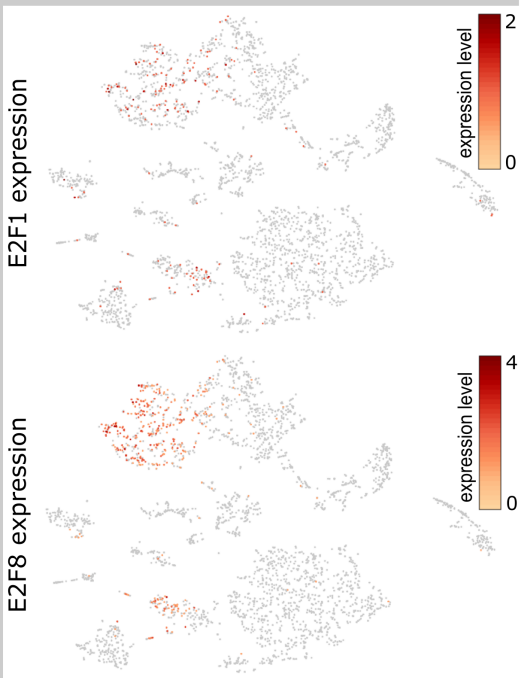 E2F1 expression
expression level
2
0
E2F8 expression
expression level
4
0